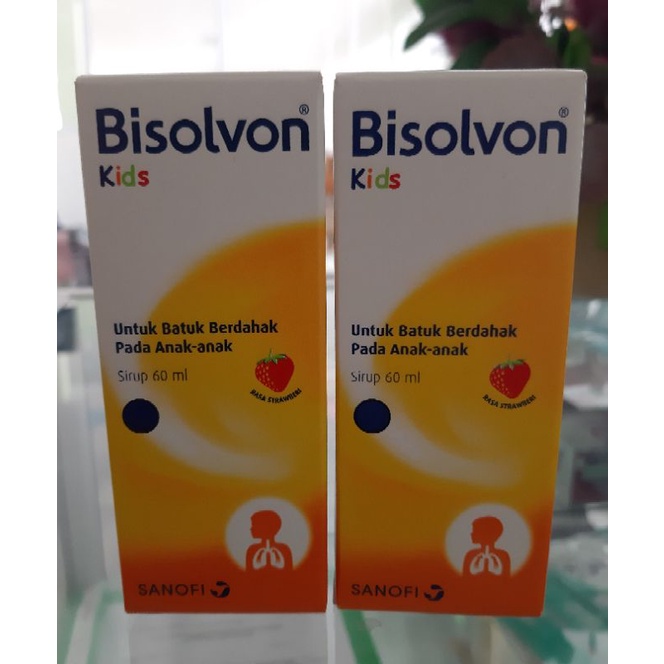 Bisolvon®
Kids
Untuk Batuk Berdahak
Pada Anak-anak
Sirup 60 ml
RASA STRAWBERI
SANOFI
Bisolvon®
Kids
Untuk Batuk Berdahak
Pada Anak-anak
Sirup 60 ml
RASA STRAWBERI
SANOFI